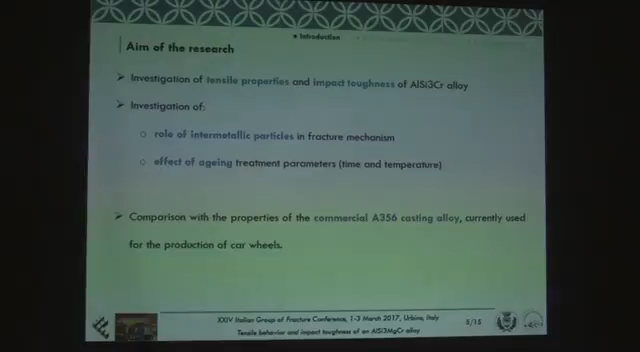 Introduction
Aim of the research
Investigation of tensile properties and impact toughness of AlSi3Cr alloy
Investigation of:
role of intermetallic particles in fracture mechanism
effect of ageing treatment parameters (time and temperature)
Comparison with the properties of the commercial A356 casting alloy, currently used
for the production of car wheels.
XXIV Italian Group of Fracture Conference, 1-3 March 2017, Urbino, Italy
5/15
Tensile behavior and impact toughness of an AlSi3MgCr alloy